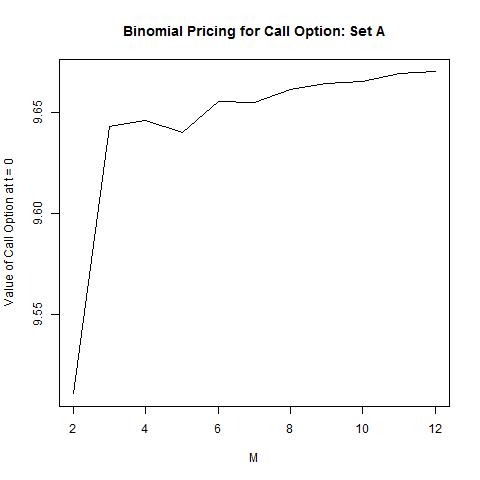 Binomial Pricing for Call Option: Set A
Value of Call Option at t = 0
9.65
9.60
9.55
2 4 6 8 10 12
M